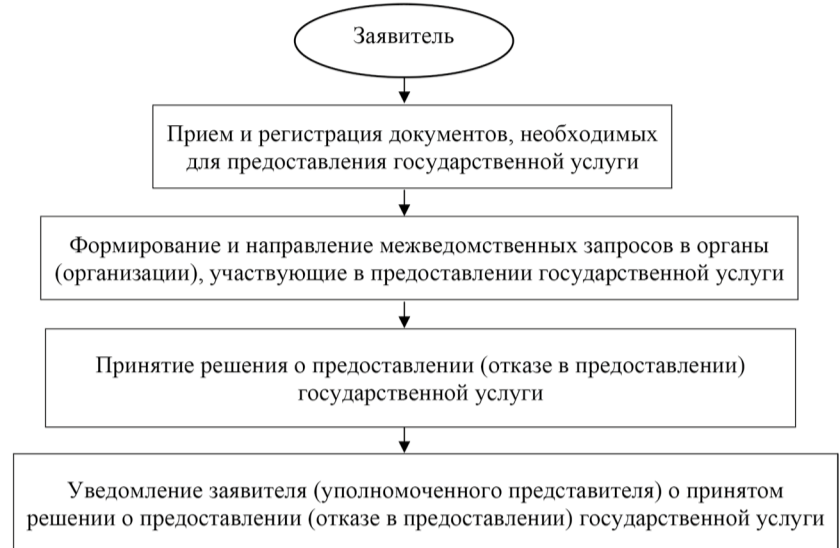 Заявитель
Прием и регистрация документов, необходимых
для предоставления государственной услуги
Формирование и направление межведомственных запросов в органы
(организации), участвующие в предоставлении государственной услуги
Принятие решения о предоставлении (отказе в предоставлении)
государственной услуги
Уведомление заявителя (уполномоченного представителя) о принятом
решении о предоставлении (отказе в предоставлении) государственной услуги